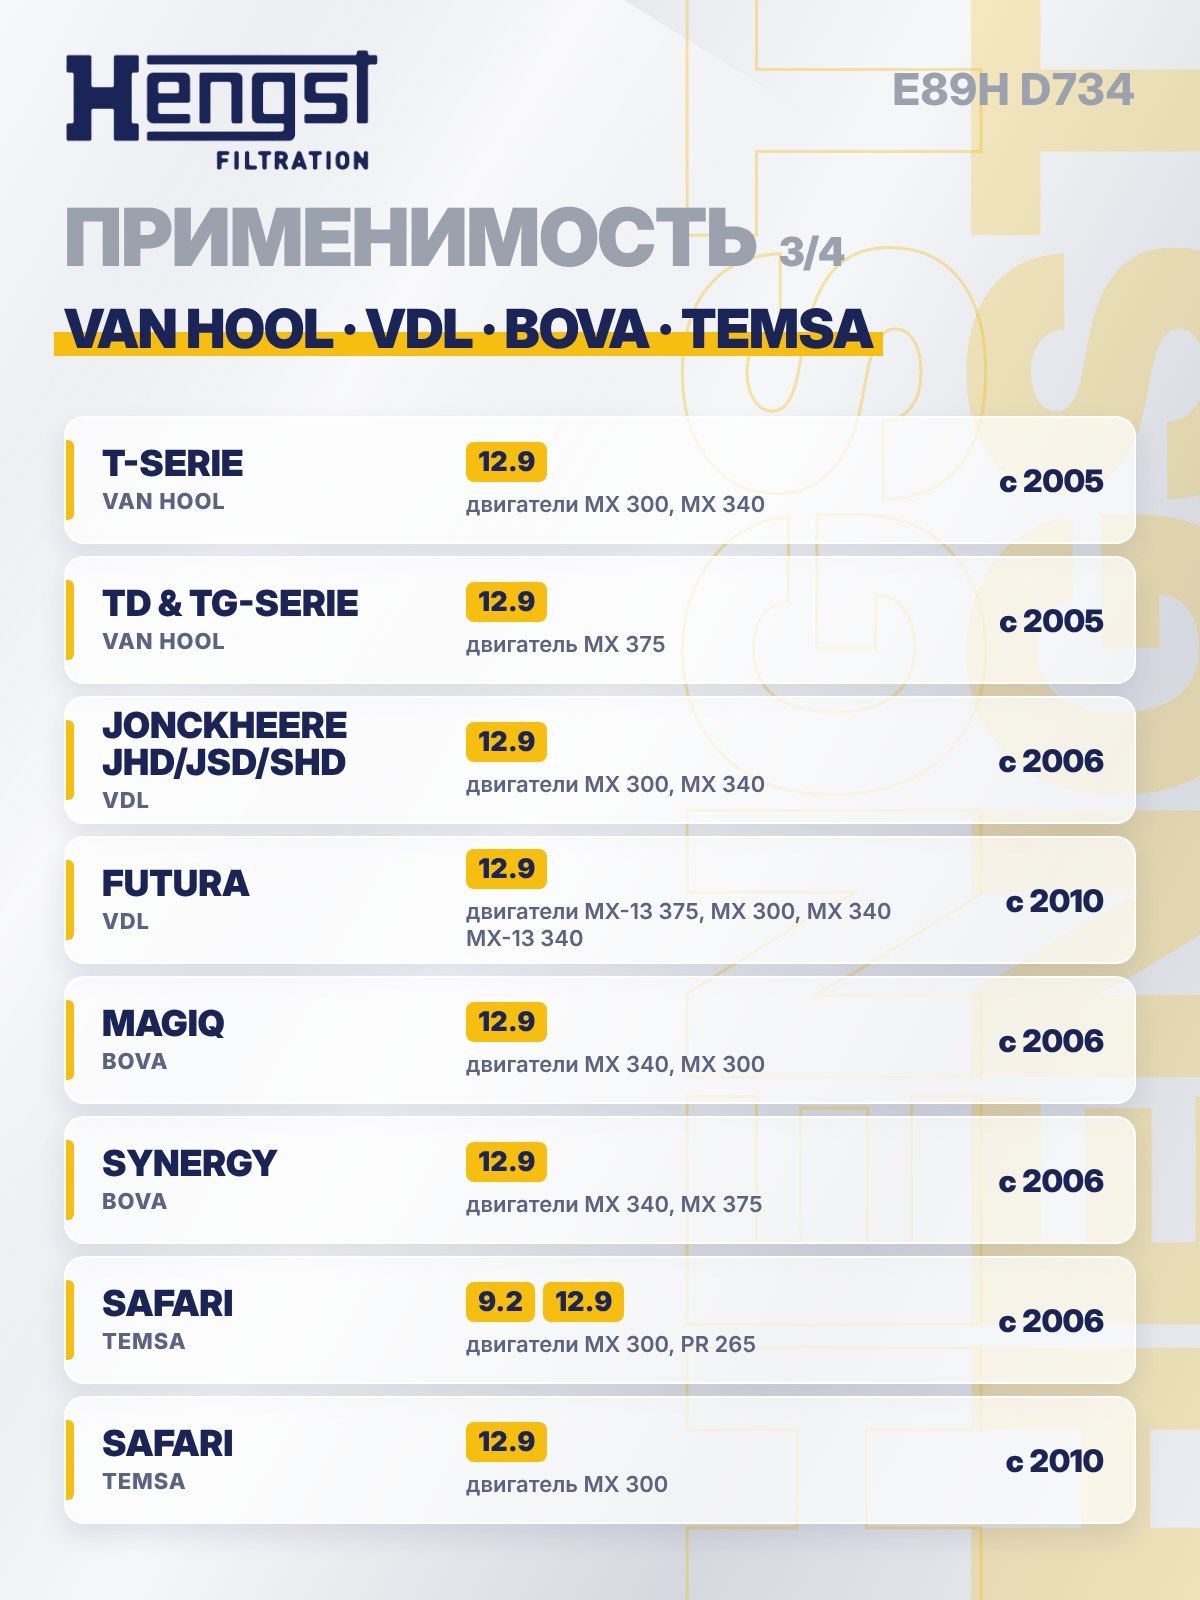 Hengst
FILTRATION
E89H D734
ПРИМЕНИМОСТЬ 3/4
VAN HOOL · VDL · BOVA · TEMSA
T-SERIE
VAN HOOL
12.9
двигатели MX 300, MX 340
с 2005
TD & TG-SERIE
VAN HOOL
12.9
двигатель MX 375
с 2005
JONCKHEERE
JHD/JSD/SHD
VDL
12.9
двигатели MX 300, MX 340
с 2006
FUTURA
VDL
12.9
двигатели MX-13 375, MX 300, MX 340
MX-13 340
с 2010
MAGIQ
BOVA
12.9
двигатели MX 340, MX 300
с 2006
SYNERGY
BOVA
12.9
двигатели MX 340, MX 375
с 2006
SAFARI
TEMSA
9.2 12.9
двигатели MX 300, PR 265
с 2006
SAFARI
TEMSA
12.9
двигатель MX 300
с 2010
HENGST
HENGST